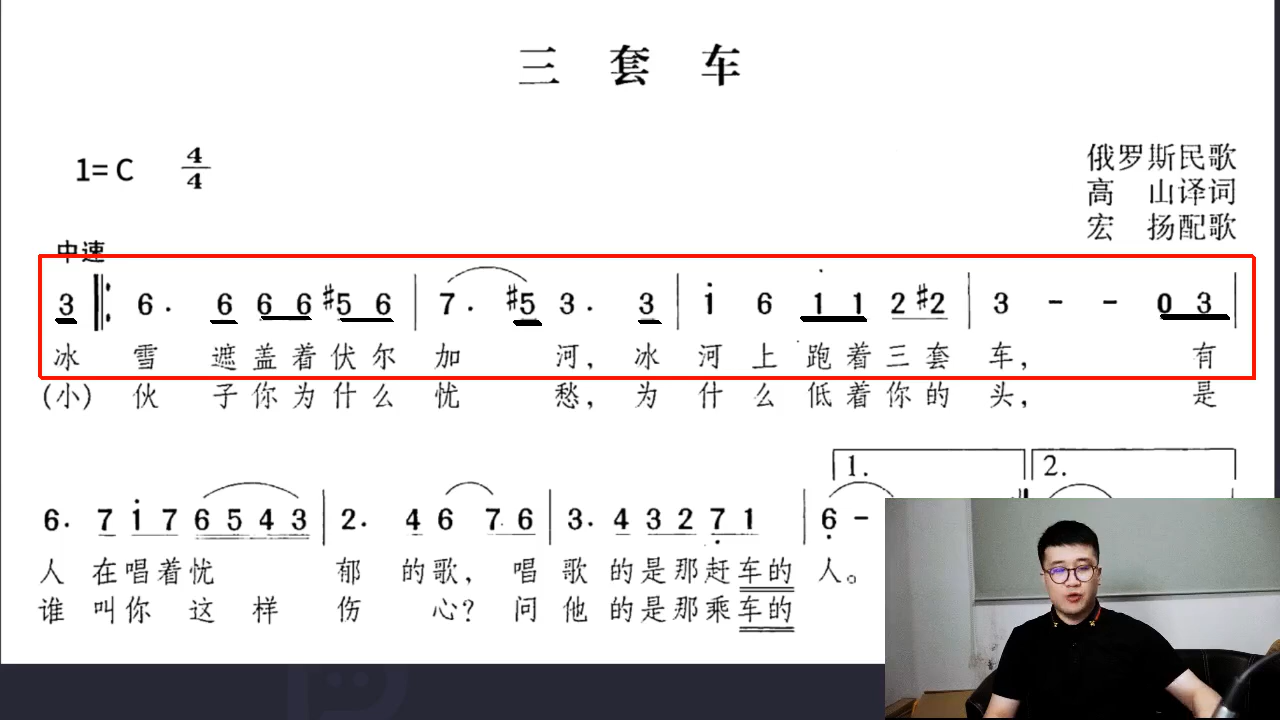 三 套 车
1= C 4/4
俄罗斯民歌
高 山译词
宏 扬配歌
中速
3 ‖: 6. 6 6 6 #5 6 | 7. #5 3. 3 | i 6 1 1 2 #2 | 3 - - 0 3 |
冰 雪 遮 盖 着 伏 尔 加 河, 冰 河 上 跑 着 三 套 车, 有
(小) 伙 子 你 为 什 么 忧 愁, 为 什 么 低 着 你 的 头, 是
1. 2.
6. 7 i 7 6 5 4 3 | 2. 4 6 7. 6 | 3. 4 3 2 7 1 | 6 -
人 在 唱 着 忧 郁 的 歌, 唱 歌 的 是 那 赶 车 的 人。
谁 叫 你 这 样 伤 心? 问 他 的 是 那 乘 车 的